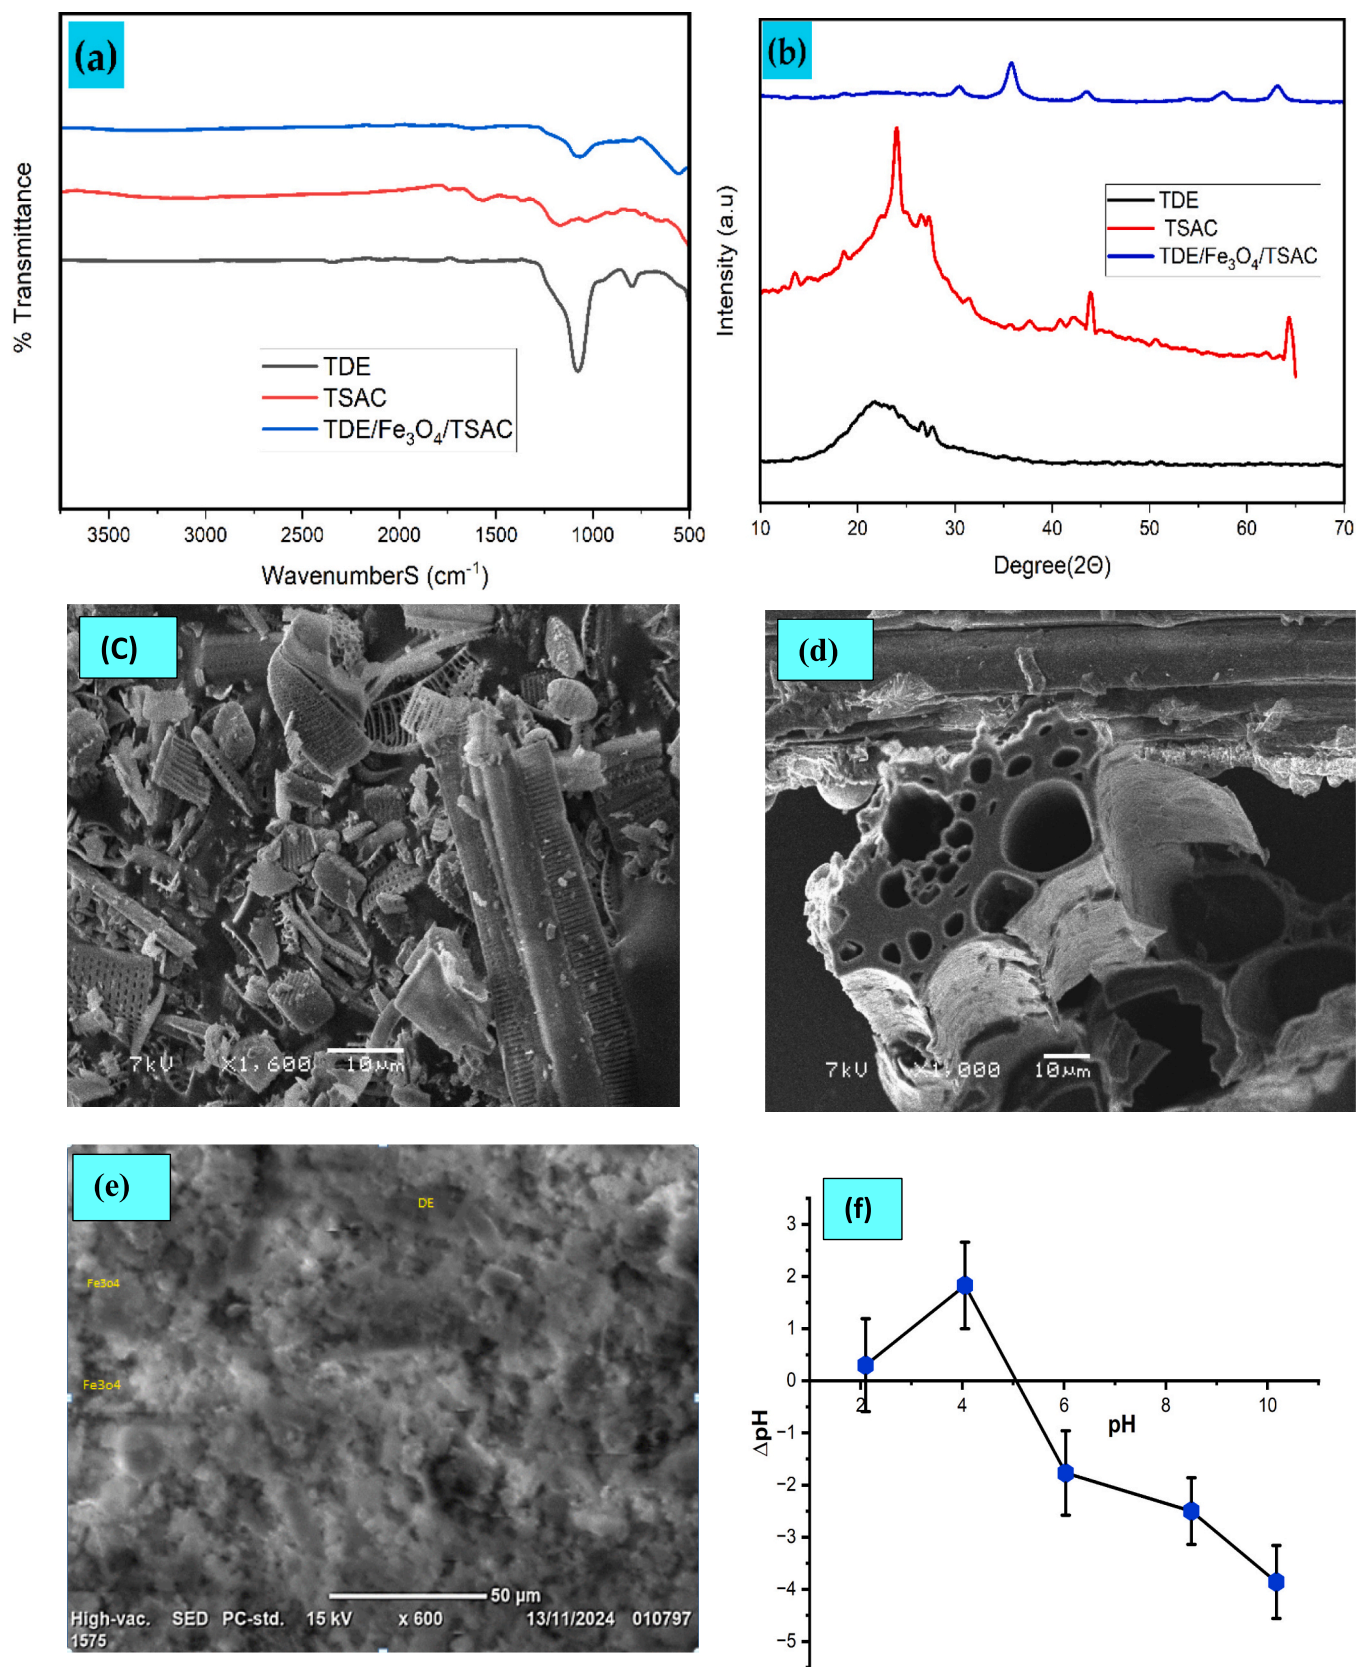 (a)
% Transmittance
TDE
TSAC
TDE/Fe₃O₄/TSAC
3500 3000 2500 2000 1500 1000 500
WavenumberS (cm⁻¹)
(b)
Intensity (a.u)
TDE
TSAC
TDE/Fe₃O₄/TSAC
10 20 30 40 50 60 70
Degree(2Θ)
(C)
7kV X1,600 10μm
(d)
7kV X1,000 10μm
(e)
DE
Fe3o4
Fe3o4
50 μm
High-vac. SED PC-std. 15 kV x 600 13/11/2024 010797
1575
(f)
3
2
1
0
−1
−2
−3
−4
−5
2 4 6 8 10
pH
ΔpH